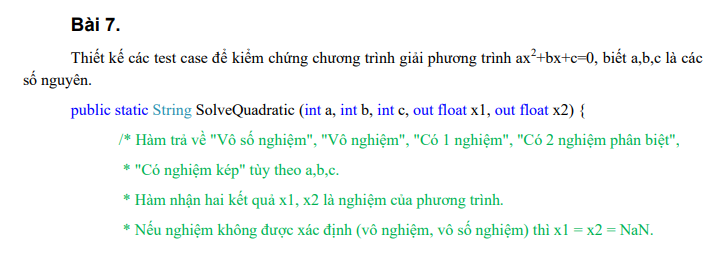 Bài 7.
Thiết kế các test case để kiểm chứng chương trình giải phương trình ax²+bx+c=0, biết a,b,c là các
số nguyên.
public static String SolveQuadratic (int a, int b, int c, out float x1, out float x2) {
/* Hàm trả về "Vô số nghiệm", "Vô nghiệm", "Có 1 nghiệm", "Có 2 nghiệm phân biệt",
* "Có nghiệm kép" tùy theo a,b,c.
* Hàm nhận hai kết quả x1, x2 là nghiệm của phương trình.
* Nếu nghiệm không được xác định (vô nghiệm, vô số nghiệm) thì x1 = x2 = NaN.